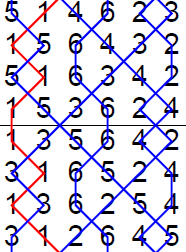 5 1 4 6 2 3
1 5 6 4 3 2
5 1 6 3 4 2
1 5 3 6 2 4
1 3 5 6 4 2
3 1 6 5 2 4
1 3 6 2 5 4
3 1 2 6 4 5